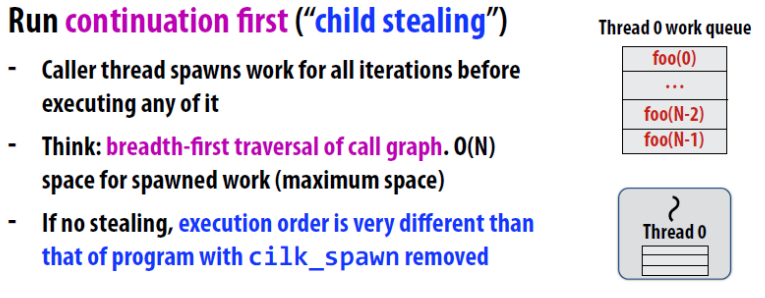 Run continuation first ("child stealing")
- Caller thread spawns work for all iterations before
executing any of it
- Think: breadth-first traversal of call graph. O(N)
space for spawned work (maximum space)
- If no stealing, execution order is very different than
that of program with cilk_spawn removed
Thread 0 work queue
foo(0)
...
foo(N-2)
foo(N-1)
Thread 0